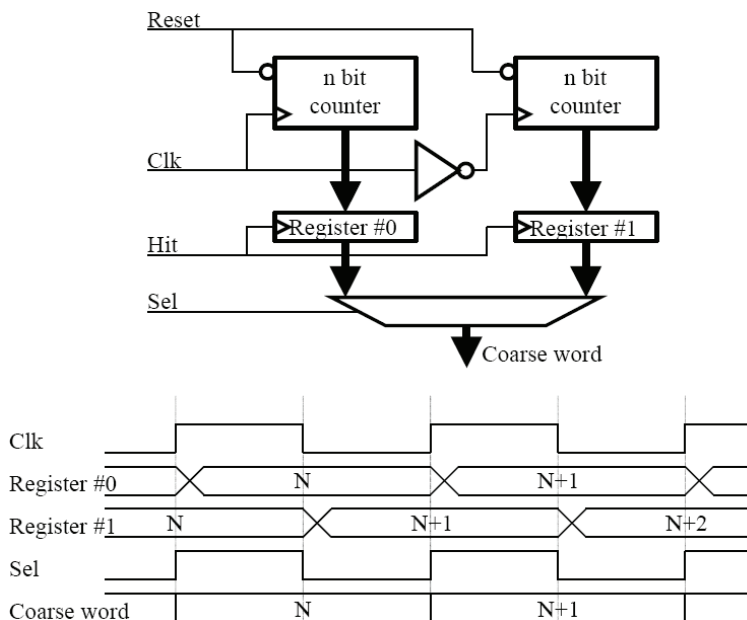 Reset
n bit
counter
n bit
counter
Clk
Register #0
Register #1
Hit
Sel
Coarse word
Clk
Register #0 N N+1
Register #1 N N+1 N+2
Sel
Coarse word N N+1